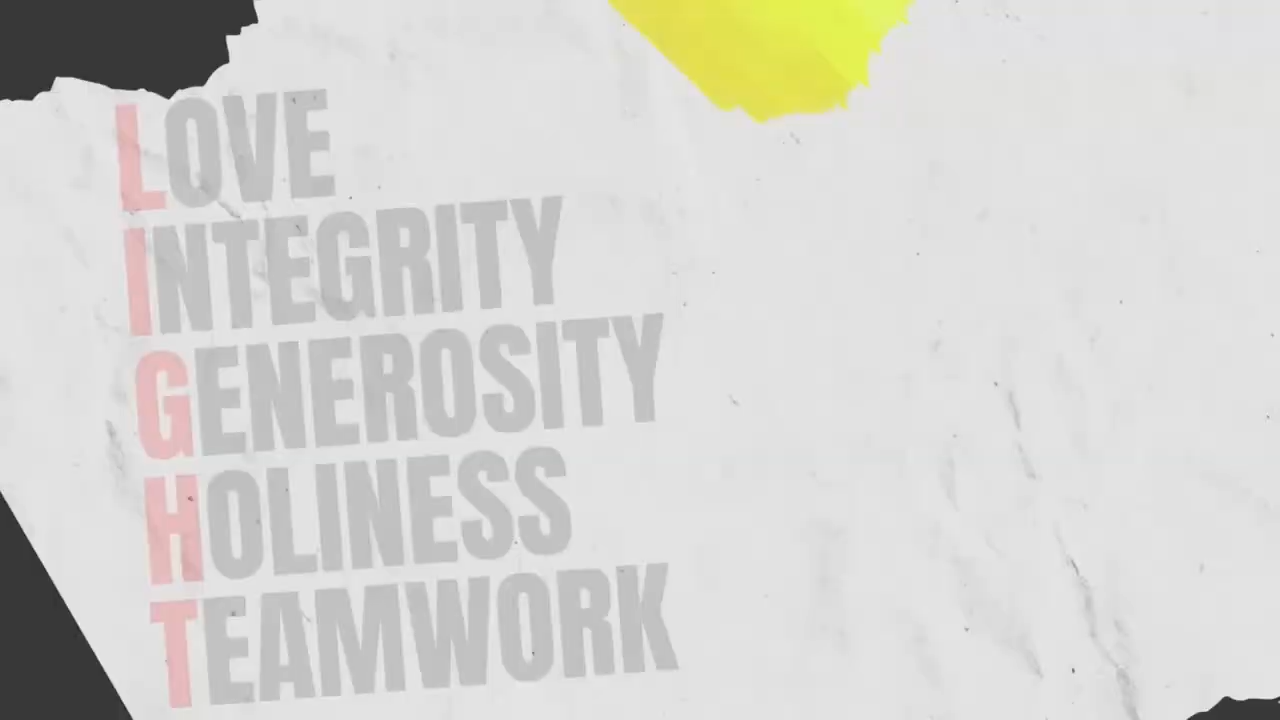 LOVE
INTEGRITY
GENEROSITY
HOLINESS
TEAMWORK